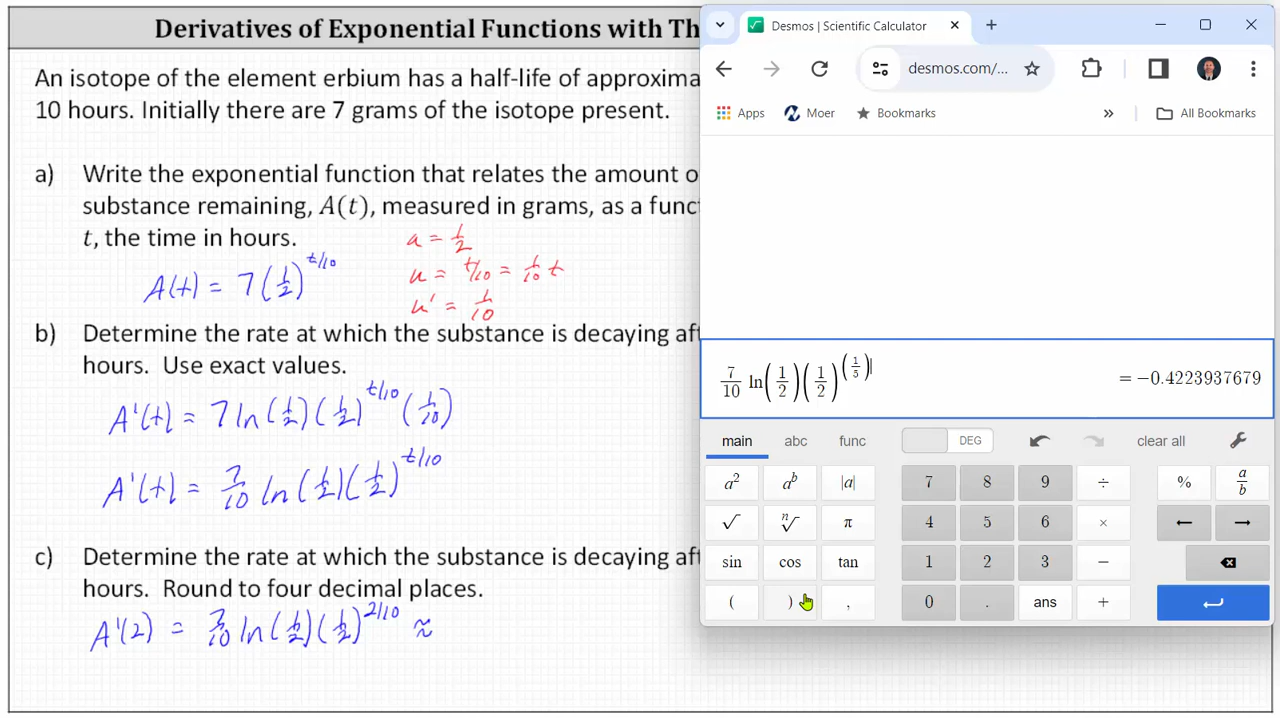 Derivatives of Exponential Functions with Th
An isotope of the element erbium has a half-life of approxima
10 hours. Initially there are 7 grams of the isotope present.
a) Write the exponential function that relates the amount o
substance remaining, A(t), measured in grams, as a func
t, the time in hours.
A(t) = 7(1/2)^(t/10)
a = 1/2
u = t/10 = 1/10 t
u' = 1/10
b) Determine the rate at which the substance is decaying aft
hours. Use exact values.
A'(t) = 7 ln(1/2)(1/2)^(t/10) (1/10)
A'(t) = 7/10 ln(1/2)(1/2)^(t/10)
c) Determine the rate at which the substance is decaying aft
hours. Round to four decimal places.
A'(2) = 7/10 ln(1/2)(1/2)^(2/10) ≈
Desmos | Scientific Calculator
desmos.com/...
Apps Moer Bookmarks » All Bookmarks
7/10 ln(1/2)(1/2)^(1/5) = −0.4223937679
main abc func DEG clear all
a² aᵇ |a| 7 8 9 ÷ % a/b
√ ⁿ√ π 4 5 6 × ← →
sin cos tan 1 2 3 −
( ) , 0 . ans +